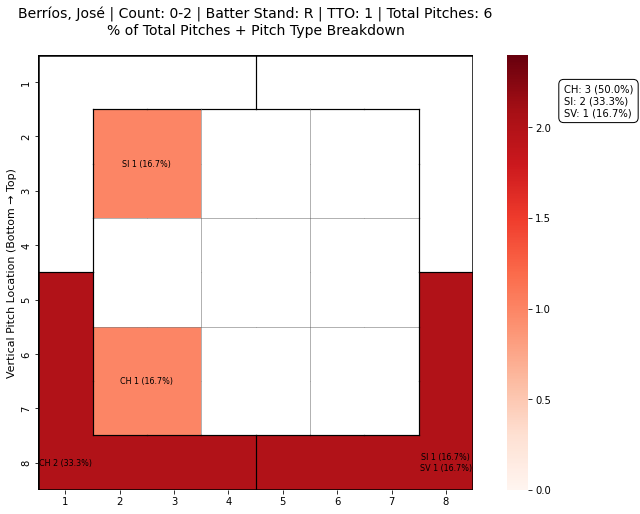 Berríos, José | Count: 0-2 | Batter Stand: R | TTO: 1 | Total Pitches: 6
% of Total Pitches + Pitch Type Breakdown
CH: 3 (50.0%)
SI: 2 (33.3%)
SV: 1 (16.7%)
Vertical Pitch Location (Bottom → Top)
1
2
3
4
5
6
7
8
SI 1 (16.7%)
CH 1 (16.7%)
CH 2 (33.3%)
SI 1 (16.7%)
SV 1 (16.7%)
1
2
3
4
5
6
7
8
2.0
1.5
1.0
0.5
0.0